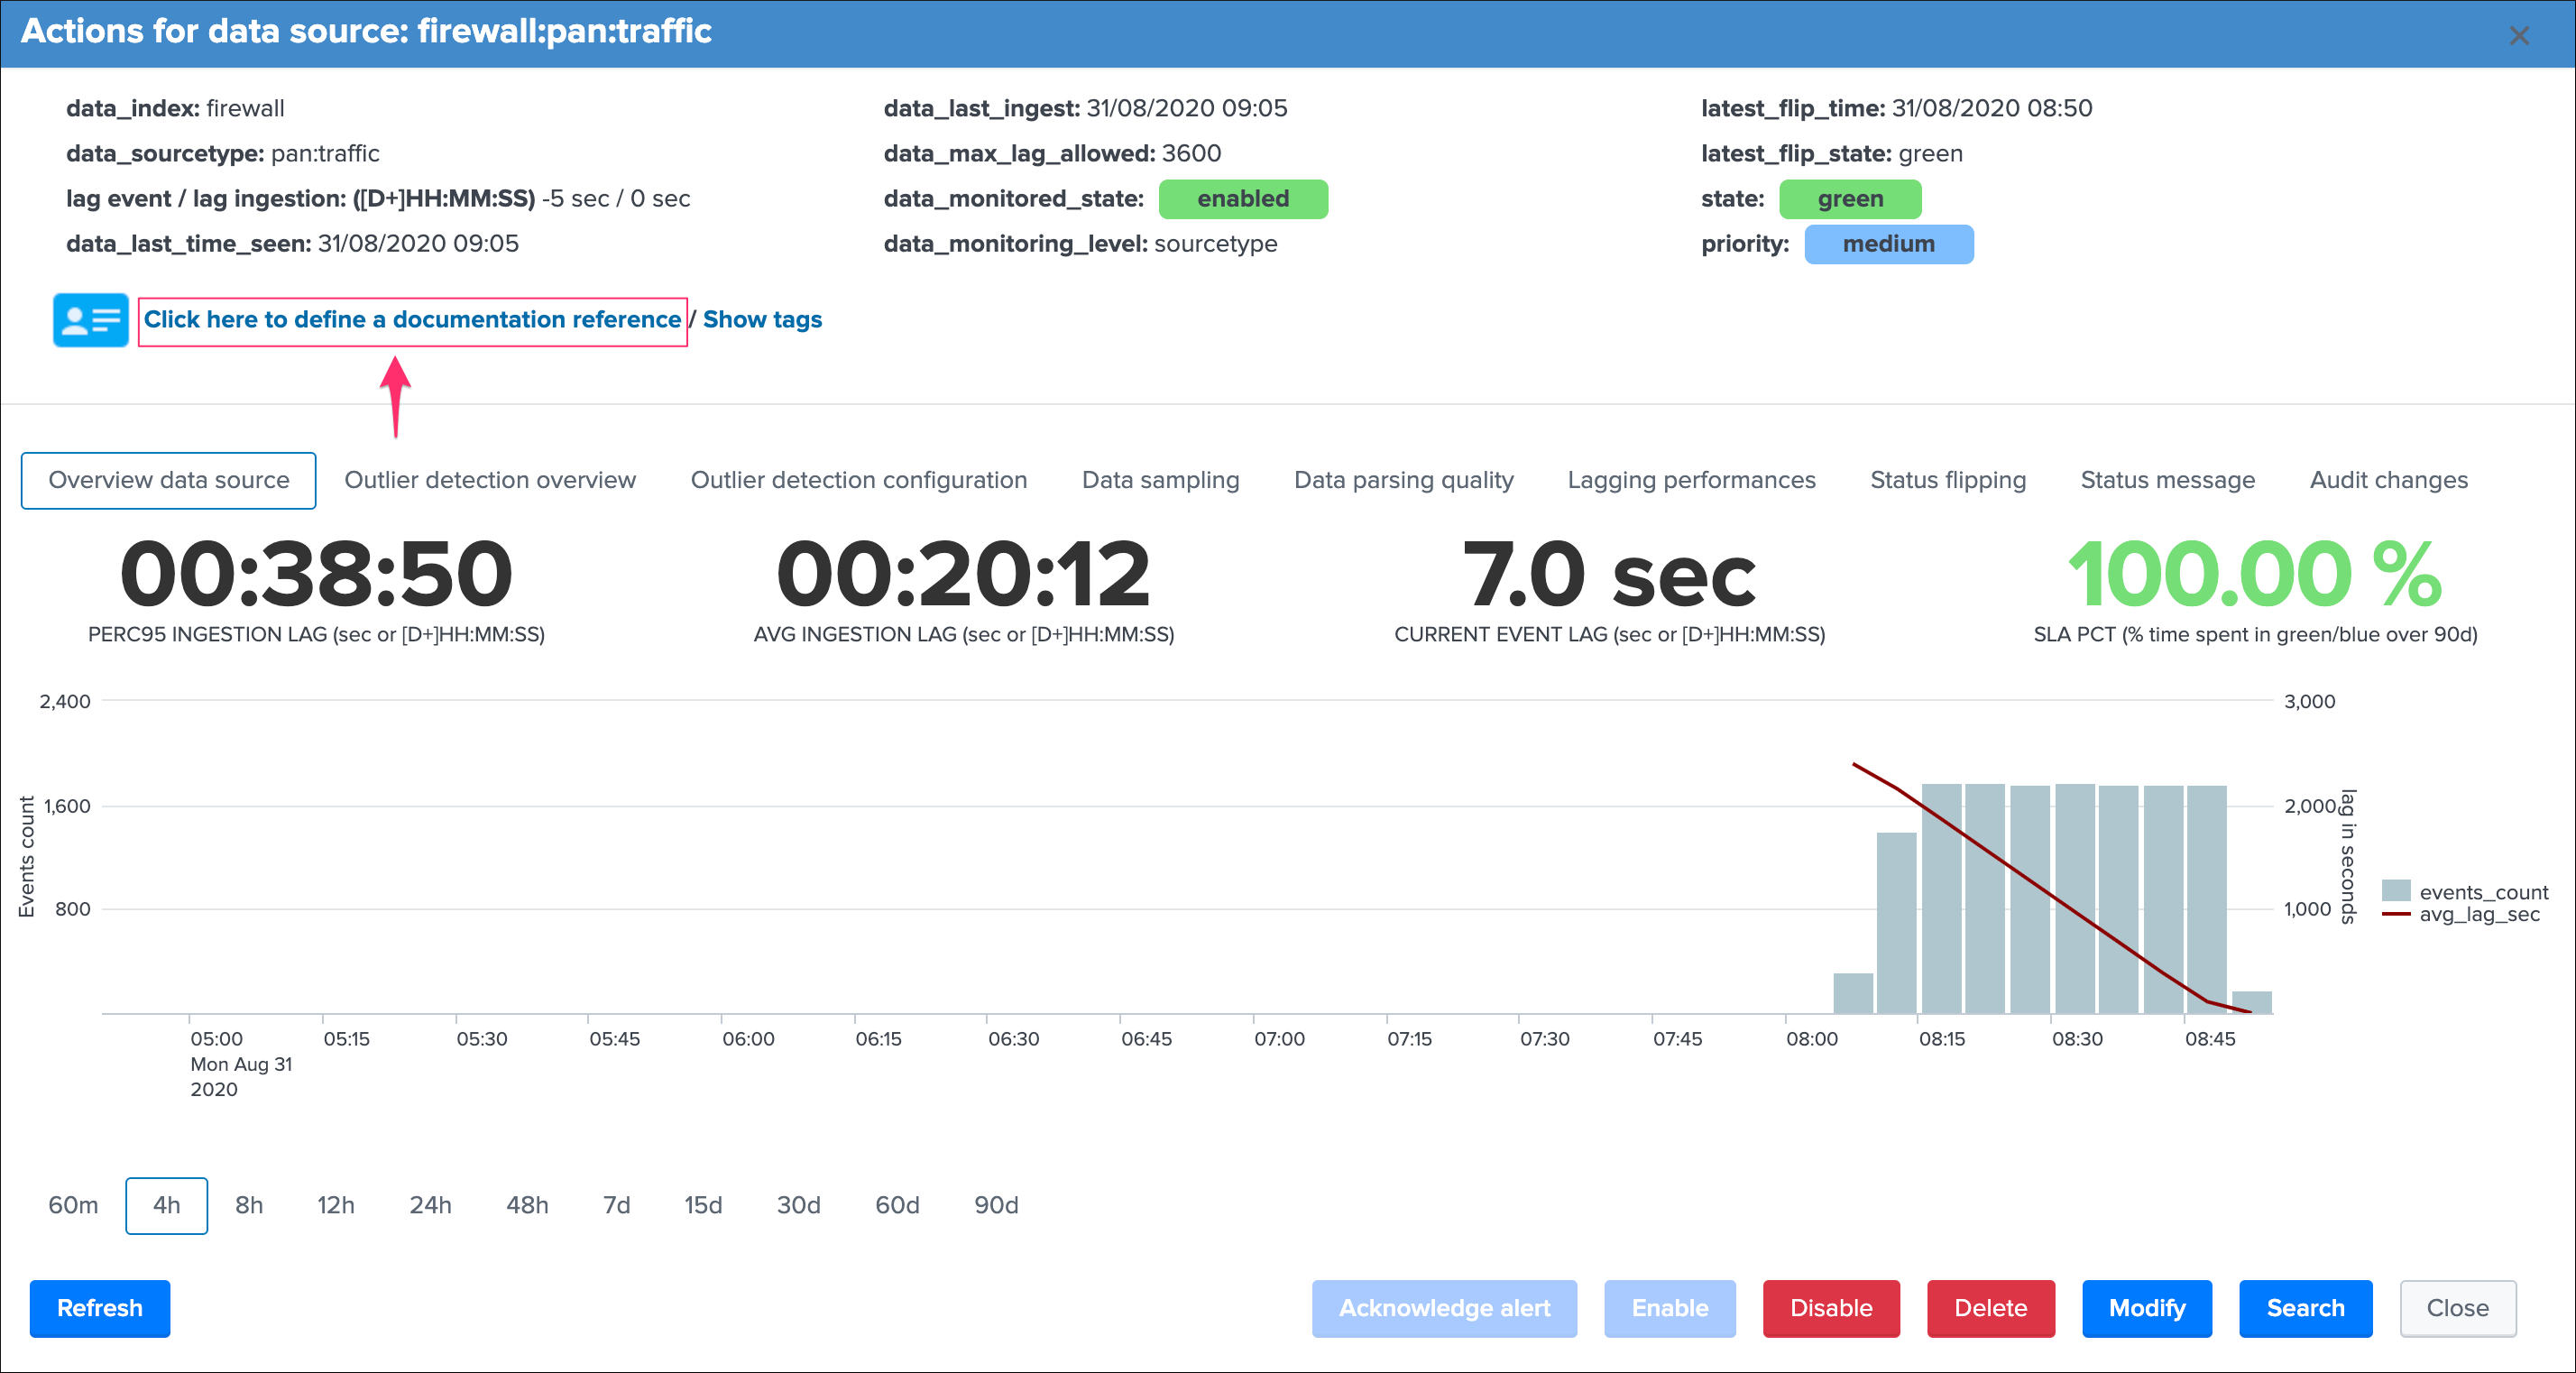 Actions for data source: firewall:pan:traffic
data_index: firewall
data_sourcetype: pan:traffic
lag event / lag ingestion: ([D+]HH:MM:SS) -5 sec / 0 sec
data_last_time_seen: 31/08/2020 09:05
data_last_ingest: 31/08/2020 09:05
data_max_lag_allowed: 3600
data_monitored_state: enabled
data_monitoring_level: sourcetype
latest_flip_time: 31/08/2020 08:50
latest_flip_state: green
state: green
priority: medium
Click here to define a documentation reference / Show tags
Overview data source Outlier detection overview Outlier detection configuration Data sampling Data parsing quality Lagging performances Status flipping Status message Audit changes
00:38:50
PERC95 INGESTION LAG (sec or [D+]HH:MM:SS)
00:20:12
AVG INGESTION LAG (sec or [D+]HH:MM:SS)
7.0 sec
CURRENT EVENT LAG (sec or [D+]HH:MM:SS)
100.00 %
SLA PCT (% time spent in green/blue over 90d)
Events count
2,400
1,600
800
3,000
2,000
1,000
lag in seconds
events_count
avg_lag_sec
05:00 05:15 05:30 05:45 06:00 06:15 06:30 06:45 07:00 07:15 07:30 07:45 08:00 08:15 08:30 08:45
Mon Aug 31
2020
60m 4h 8h 12h 24h 48h 7d 15d 30d 60d 90d
Refresh Acknowledge alert Enable Disable Delete Modify Search Close